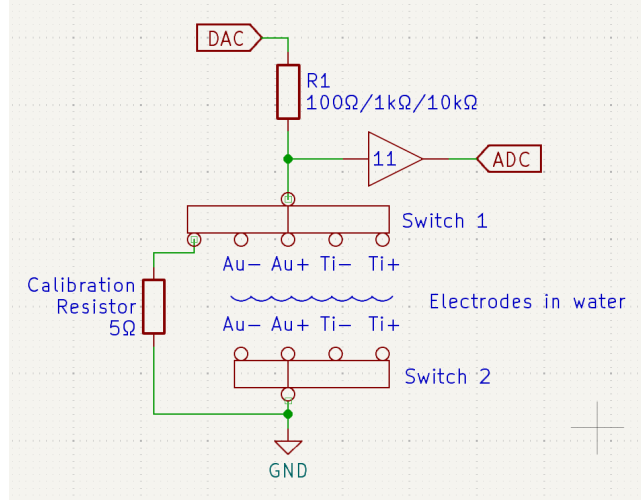 DAC
R1
100Ω/1kΩ/10kΩ
11
ADC
Switch 1
Au− Au+ Ti− Ti+
Calibration
Resistor
5Ω
Electrodes in water
Au− Au+ Ti− Ti+
Switch 2
GND